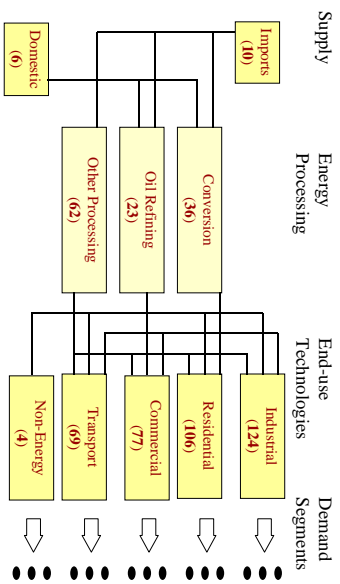 Supply
Energy
Processing
End-use
Technologies
Demand
Segments
Imports
(10)
Domestic
(6)
Conversion
(36)
Oil Refining
(23)
Other Processing
(62)
Industrial
(124)
Residential
(106)
Commercial
(77)
Transport
(69)
Non-Energy
(4)